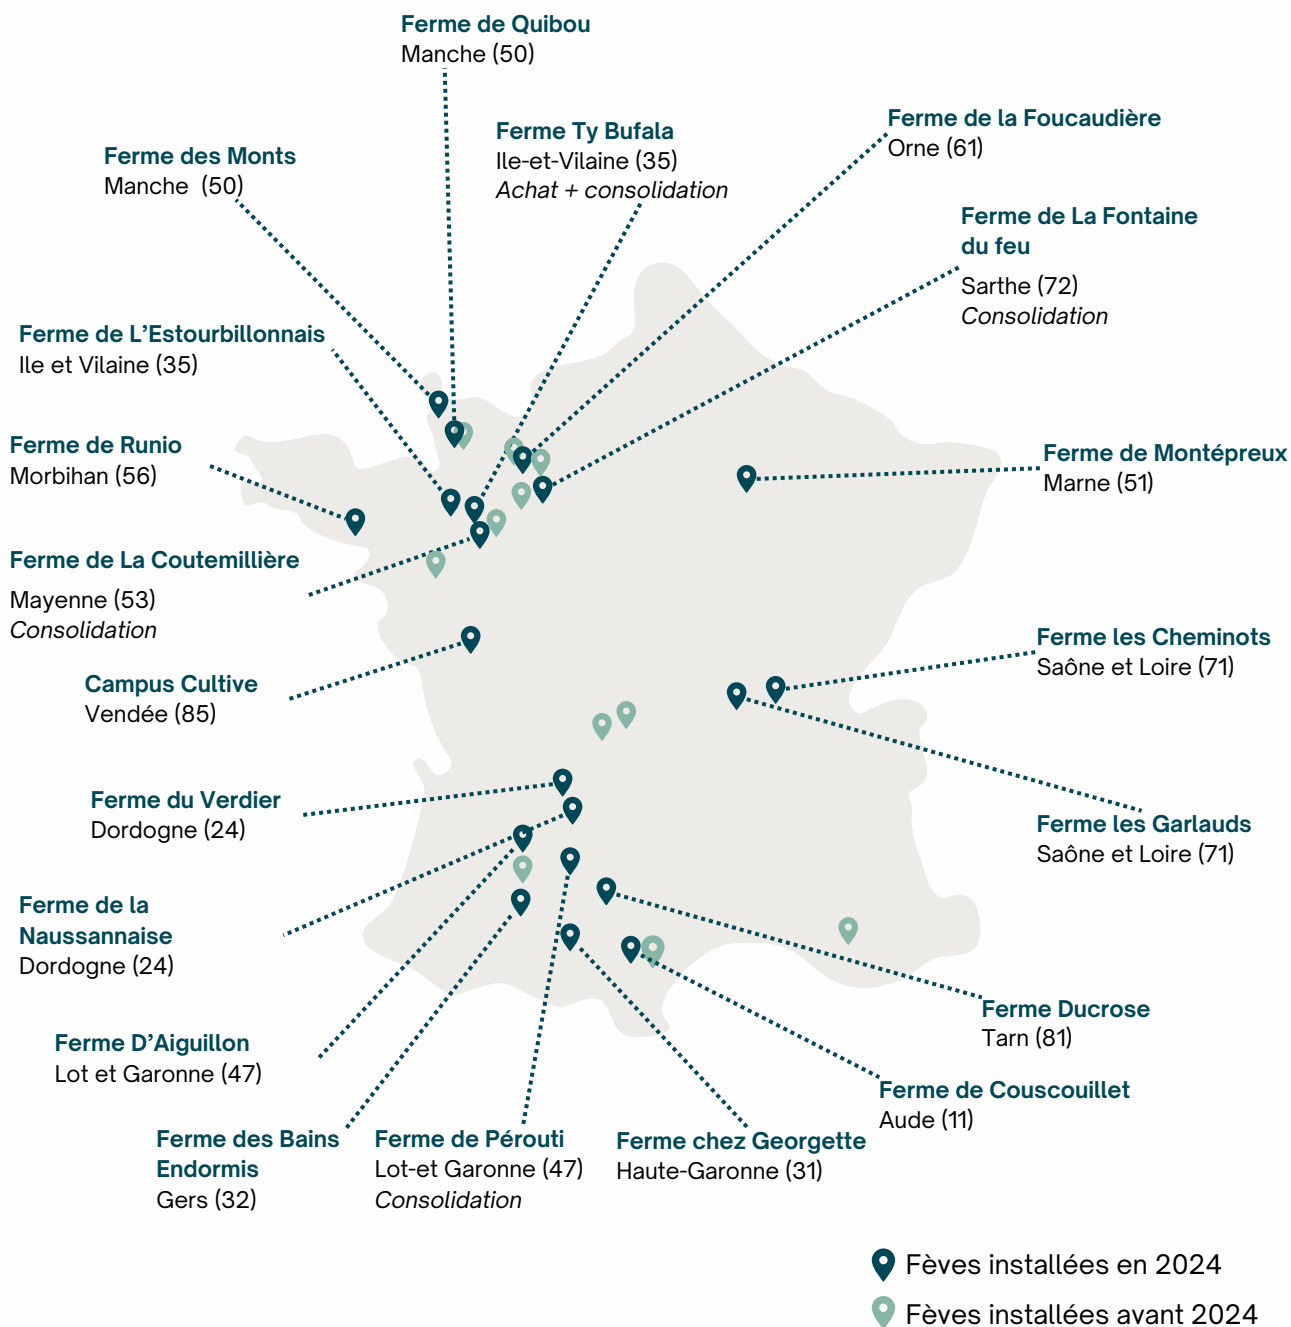 Ferme de Quibou
Manche (50)
Ferme Ty Bufala
Ile-et-Vilaine (35)
Achat + consolidation
Ferme de la Foucaudière
Orne (61)
Ferme des Monts
Manche (50)
Ferme de La Fontaine
du feu
Sarthe (72)
Consolidation
Ferme de L'Estourbillonnais
Ile et Vilaine (35)
Ferme de Runio
Morbihan (56)
Ferme de Montépreux
Marne (51)
Ferme de La Coutemillière
Mayenne (53)
Consolidation
Ferme les Cheminots
Saône et Loire (71)
Campus Cultive
Vendée (85)
Ferme du Verdier
Dordogne (24)
Ferme les Garlauds
Saône et Loire (71)
Ferme de la
Naussannaise
Dordogne (24)
Ferme Ducrose
Tarn (81)
Ferme D'Aiguillon
Lot et Garonne (47)
Ferme de Couscouillet
Aude (11)
Ferme des Bains
Endormis
Gers (32)
Ferme de Pérouti
Lot-et Garonne (47)
Consolidation
Ferme chez Georgette
Haute-Garonne (31)
Fèves installées en 2024
Fèves installées avant 2024